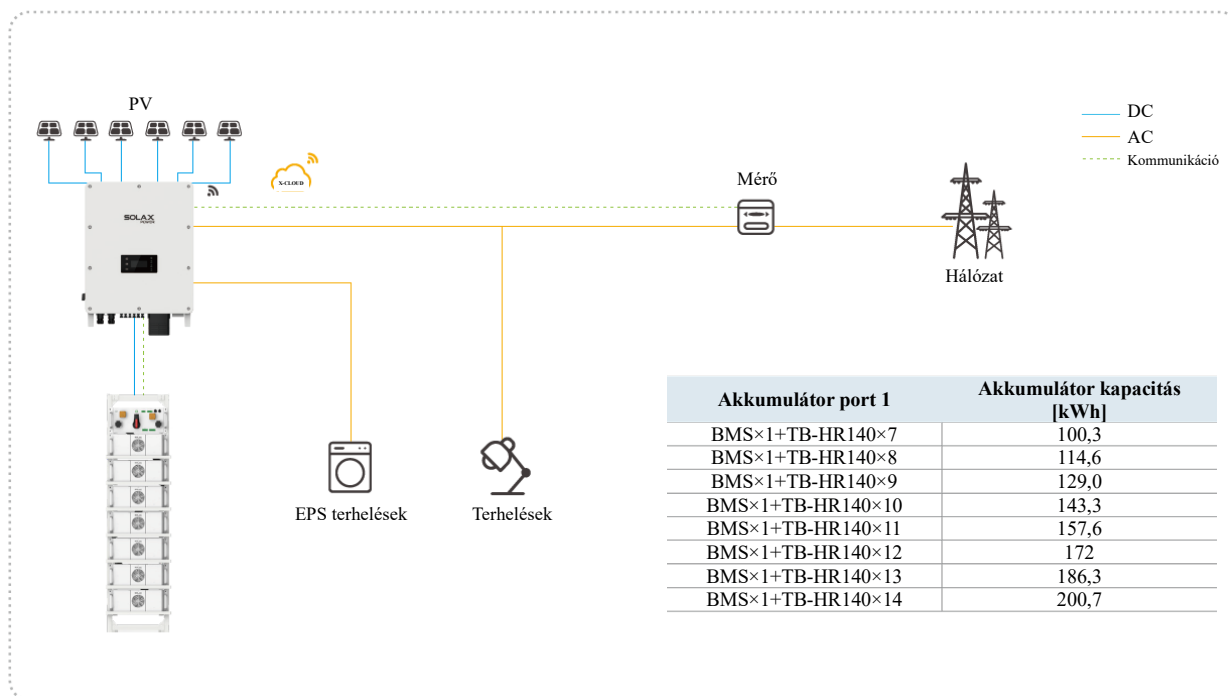 PV
DC
AC
Kommunikáció
X-CLOUD
SOLAX
POWER
Mérő
Hálózat
EPS terhelések
Terhelések
Akkumulátor port 1 Akkumulátor kapacitás
[kWh]
BMS×1+TB-HR140×7 100,3
BMS×1+TB-HR140×8 114,6
BMS×1+TB-HR140×9 129,0
BMS×1+TB-HR140×10 143,3
BMS×1+TB-HR140×11 157,6
BMS×1+TB-HR140×12 172
BMS×1+TB-HR140×13 186,3
BMS×1+TB-HR140×14 200,7